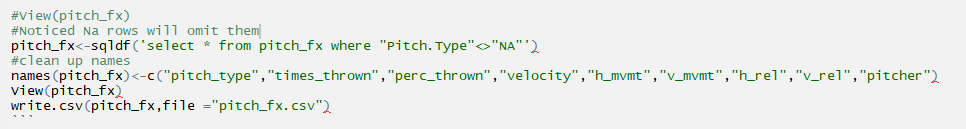 #View(pitch_fx)
#Noticed Na rows will omit them
pitch_fx<-sqldf('select * from pitch_fx where "Pitch.Type"<>"NA"')
#clean up names
names(pitch_fx)<-c("pitch_type","times_thrown","perc_thrown","velocity","h_mvmt","v_mvmt","h_rel","v_rel","pitcher")
View(pitch_fx)
write.csv(pitch_fx,file ="pitch_fx.csv")
```